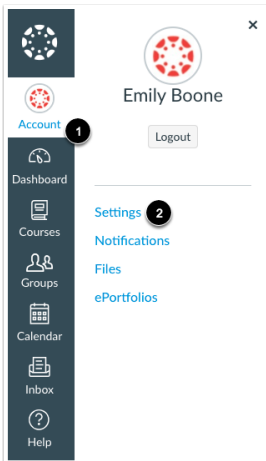 ×
Emily Boone
Logout
Account
1
Dashboard
Courses
Groups
Calendar
Inbox
Help
Settings 2
Notifications
Files
ePortfolios